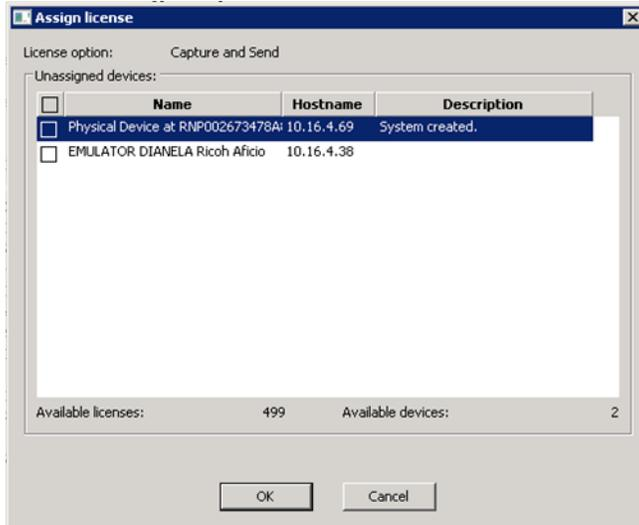 Assign license
License option: Capture and Send
Unassigned devices:
Name Hostname Description
Physical Device at 10.16.4.69 System created.
EMULATOR DIANELA Ricoh Aficio 10.16.4.38
Available licenses: 499 Available devices: 2
OK Cancel